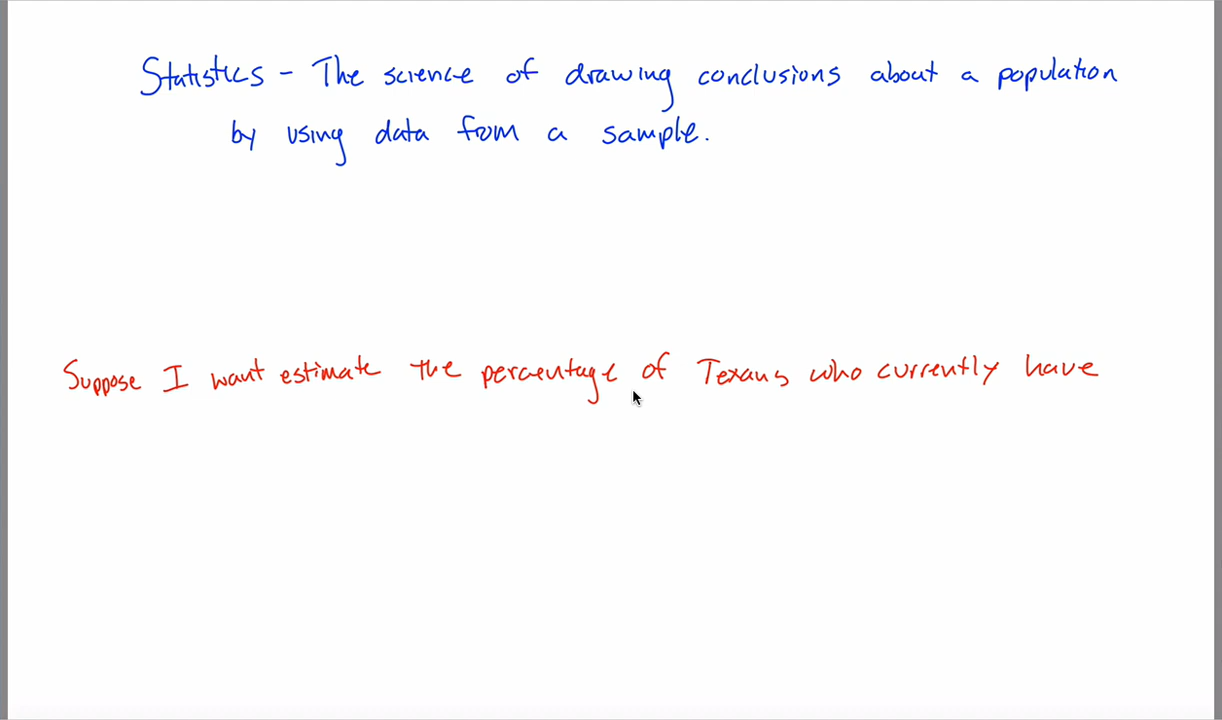 Statistics - The science of drawing conclusions about a population
by using data from a sample.
Suppose I want estimate the percentage of Texans who currently have